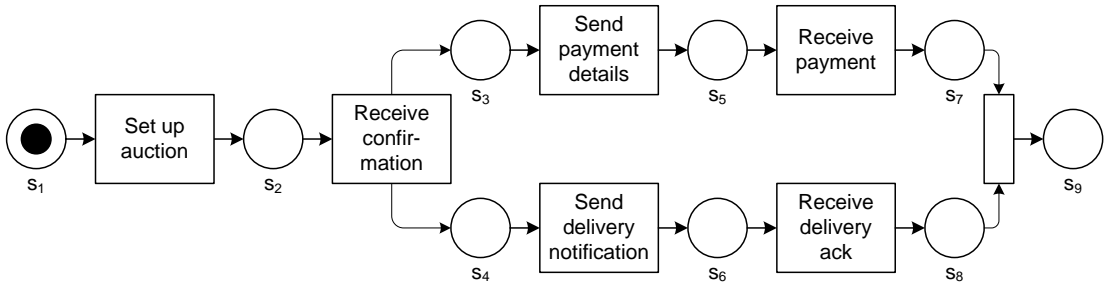 Set up
auction
Receive
confir-
mation
Send
payment
details
Receive
payment
Send
delivery
notification
Receive
delivery
ack
s1
s2
s3
s4
s5
s6
s7
s8
s9